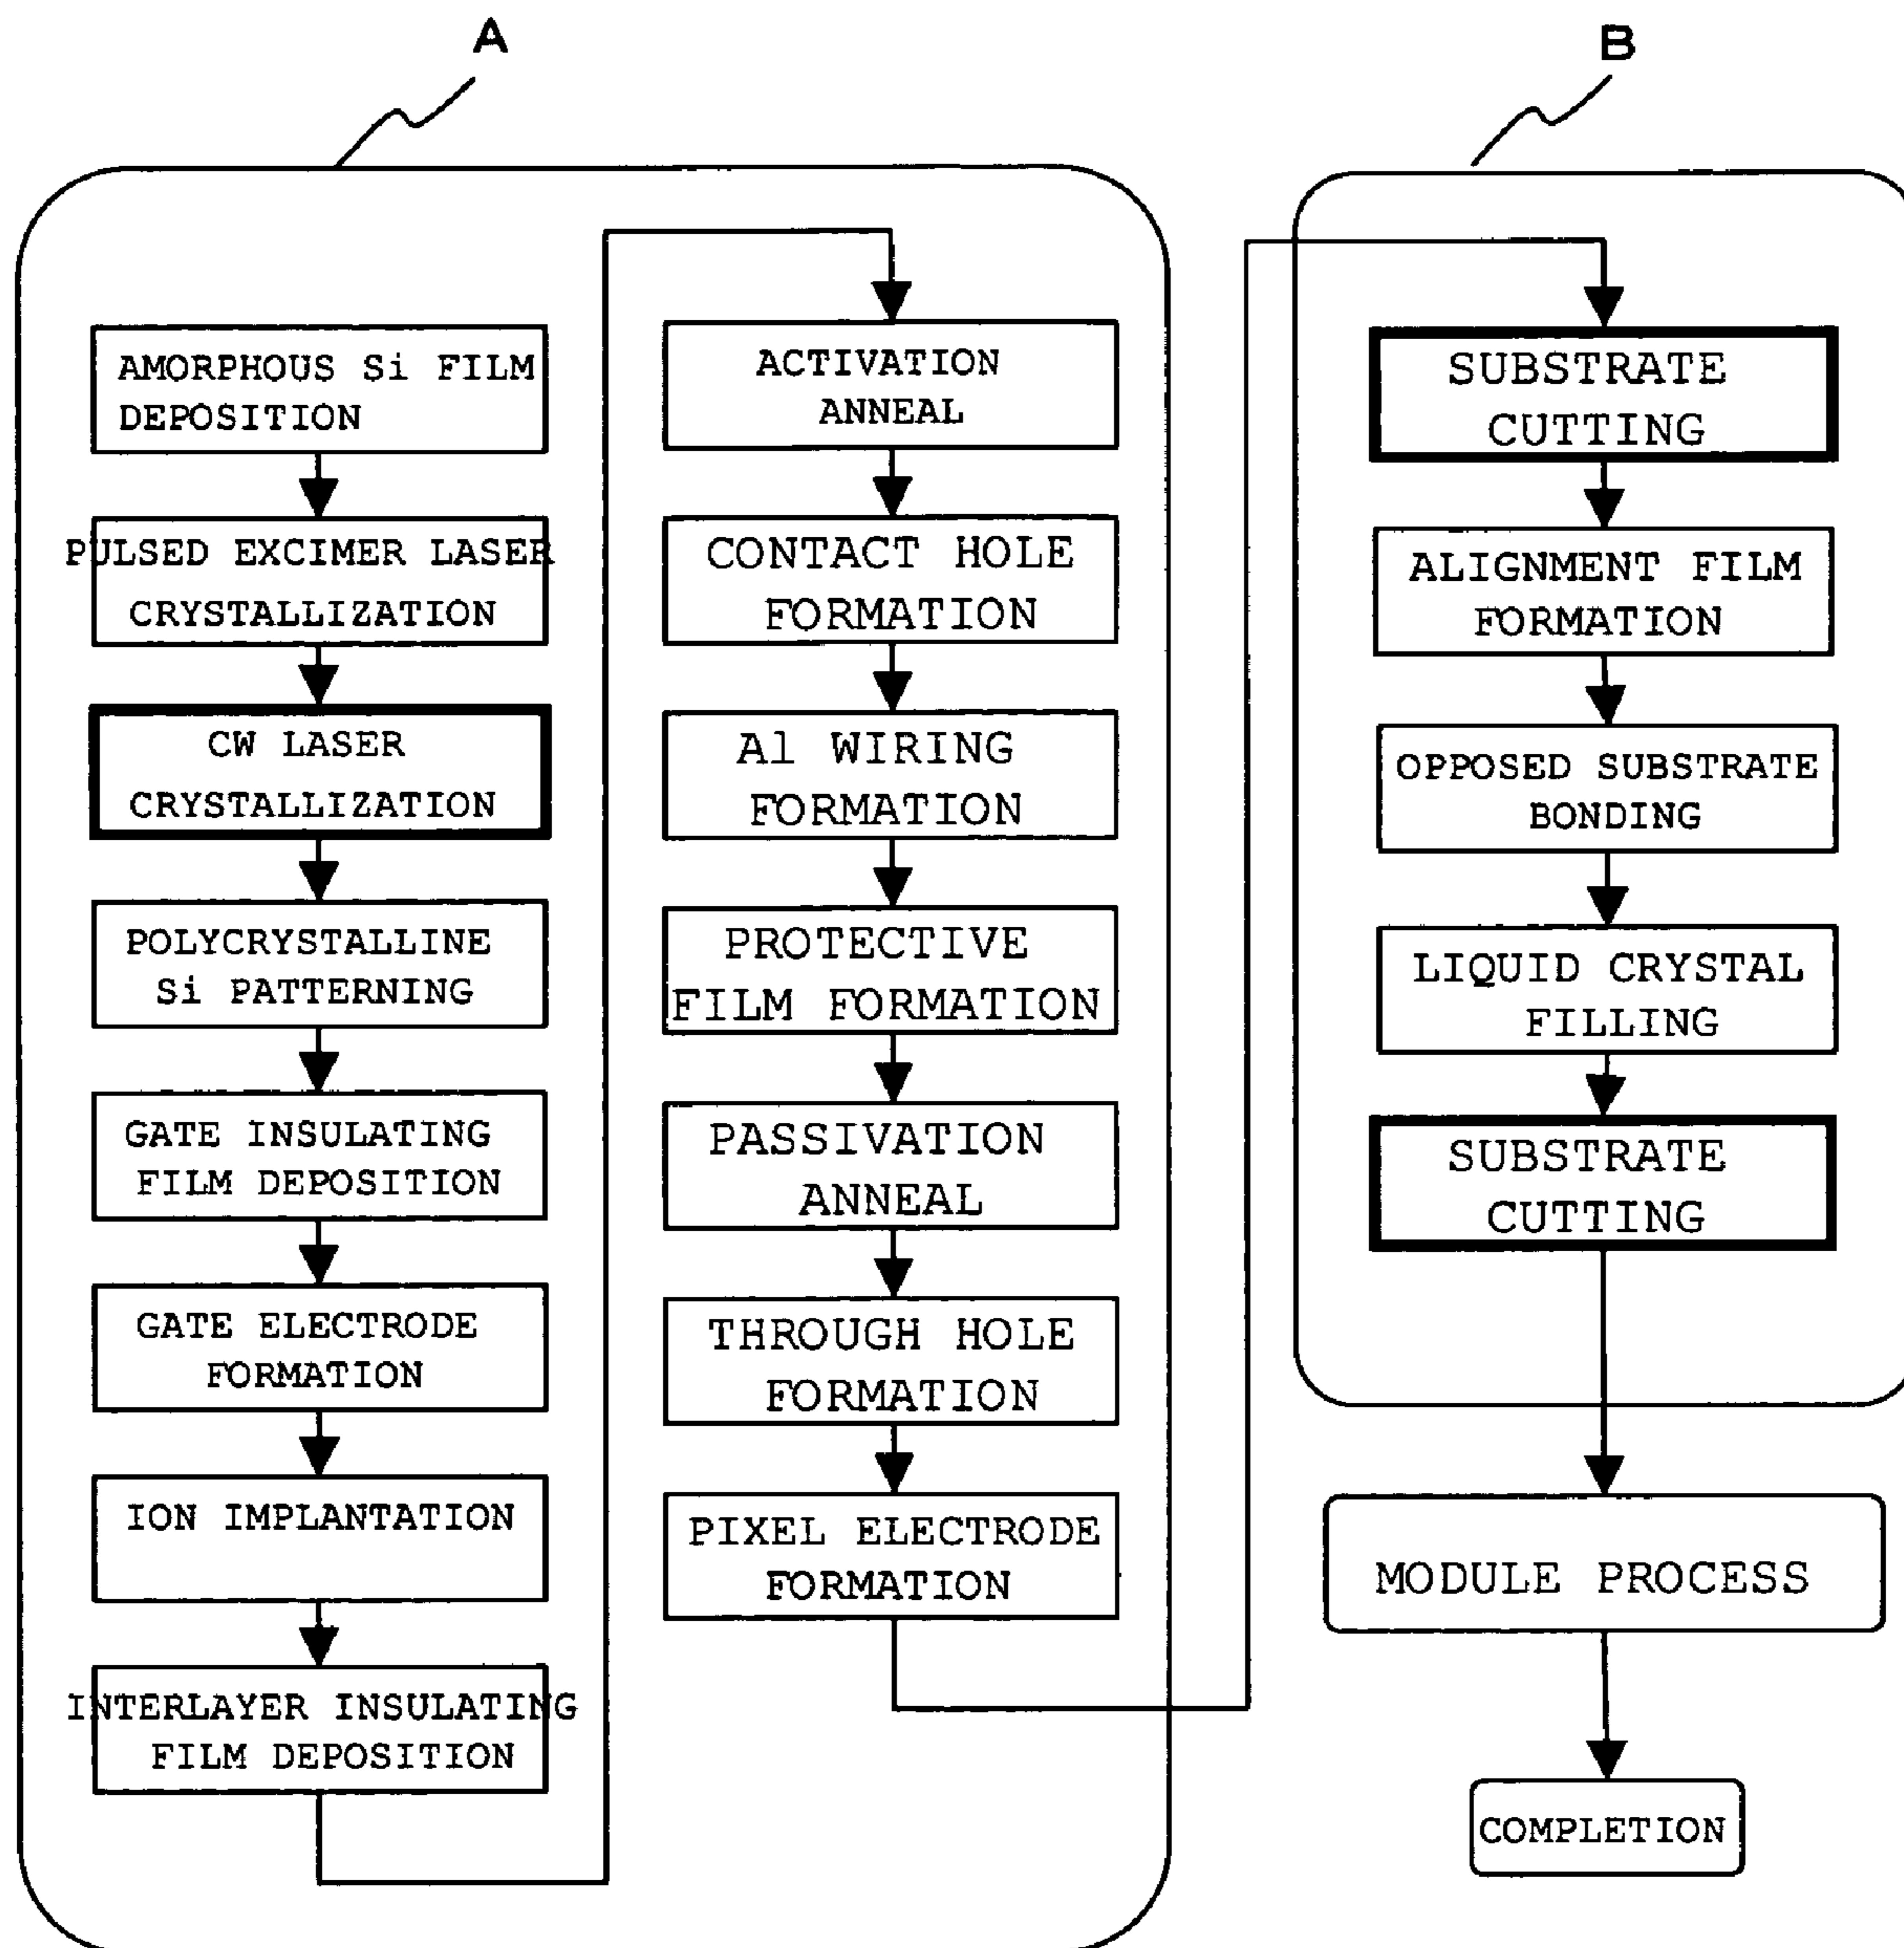 A
AMORPHOUS Si FILM
DEPOSITION
PULSED EXCIMER LASER
CRYSTALLIZATION
CW LASER
CRYSTALLIZATION
POLYCRYSTALLINE
Si PATTERNING
GATE INSULATING
FILM DEPOSITION
GATE ELECTRODE
FORMATION
ION IMPLANTATION
INTERLAYER INSULATING
FILM DEPOSITION
ACTIVATION
ANNEAL
CONTACT HOLE
FORMATION
Al WIRING
FORMATION
PROTECTIVE
FILM FORMATION
PASSIVATION
ANNEAL
THROUGH HOLE
FORMATION
PIXEL ELECTRODE
FORMATION
B
SUBSTRATE
CUTTING
ALIGNMENT FILM
FORMATION
OPPOSED SUBSTRATE
BONDING
LIQUID CRYSTAL
FILLING
SUBSTRATE
CUTTING
MODULE PROCESS
COMPLETION